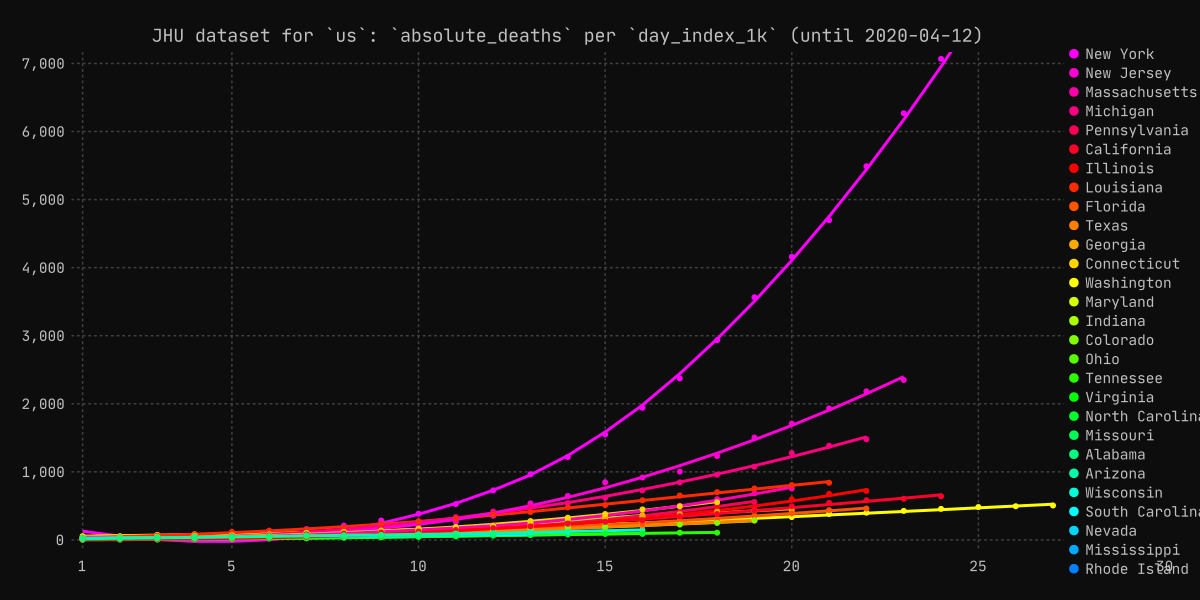 JHU dataset for `us`: `absolute_deaths` per `day_index_1k` (until 2020-04-12)
7,000
6,000
5,000
4,000
3,000
2,000
1,000
0
1
5
10
15
20
25
30
New York
New Jersey
Massachusetts
Michigan
Pennsylvania
California
Illinois
Louisiana
Florida
Texas
Georgia
Connecticut
Washington
Maryland
Indiana
Colorado
Ohio
Tennessee
Virginia
North Carolina
Missouri
Alabama
Arizona
Wisconsin
South Carolina
Nevada
Mississippi
Rhode Island